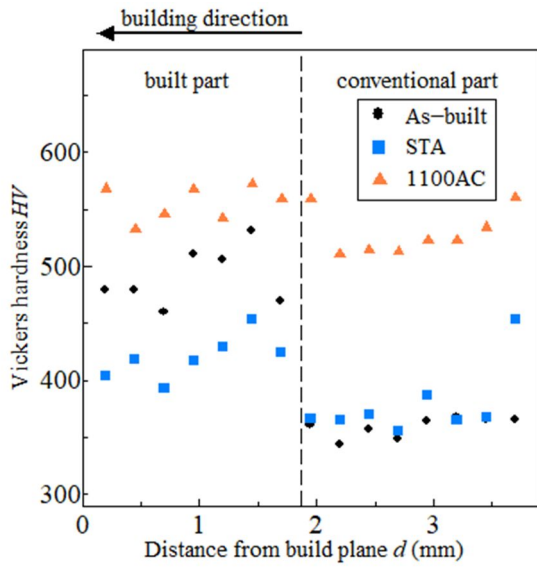 building direction
built part
conventional part
As−built
STA
1100AC
Vickers hardness HV
600
500
400
300
0
1
2
3
Distance from build plane d (mm)